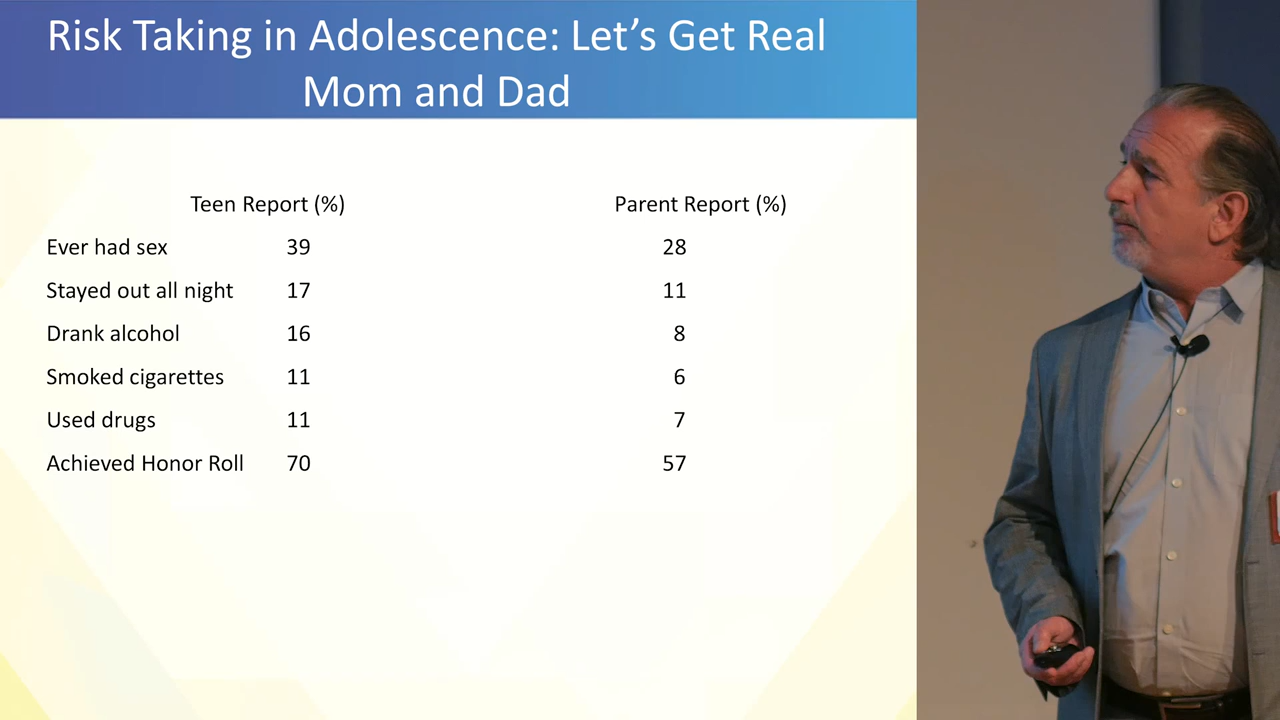 Risk Taking in Adolescence: Let’s Get Real
Mom and Dad
Teen Report (%) Parent Report (%)
Ever had sex 39 28
Stayed out all night 17 11
Drank alcohol 16 8
Smoked cigarettes 11 6
Used drugs 11 7
Achieved Honor Roll 70 57